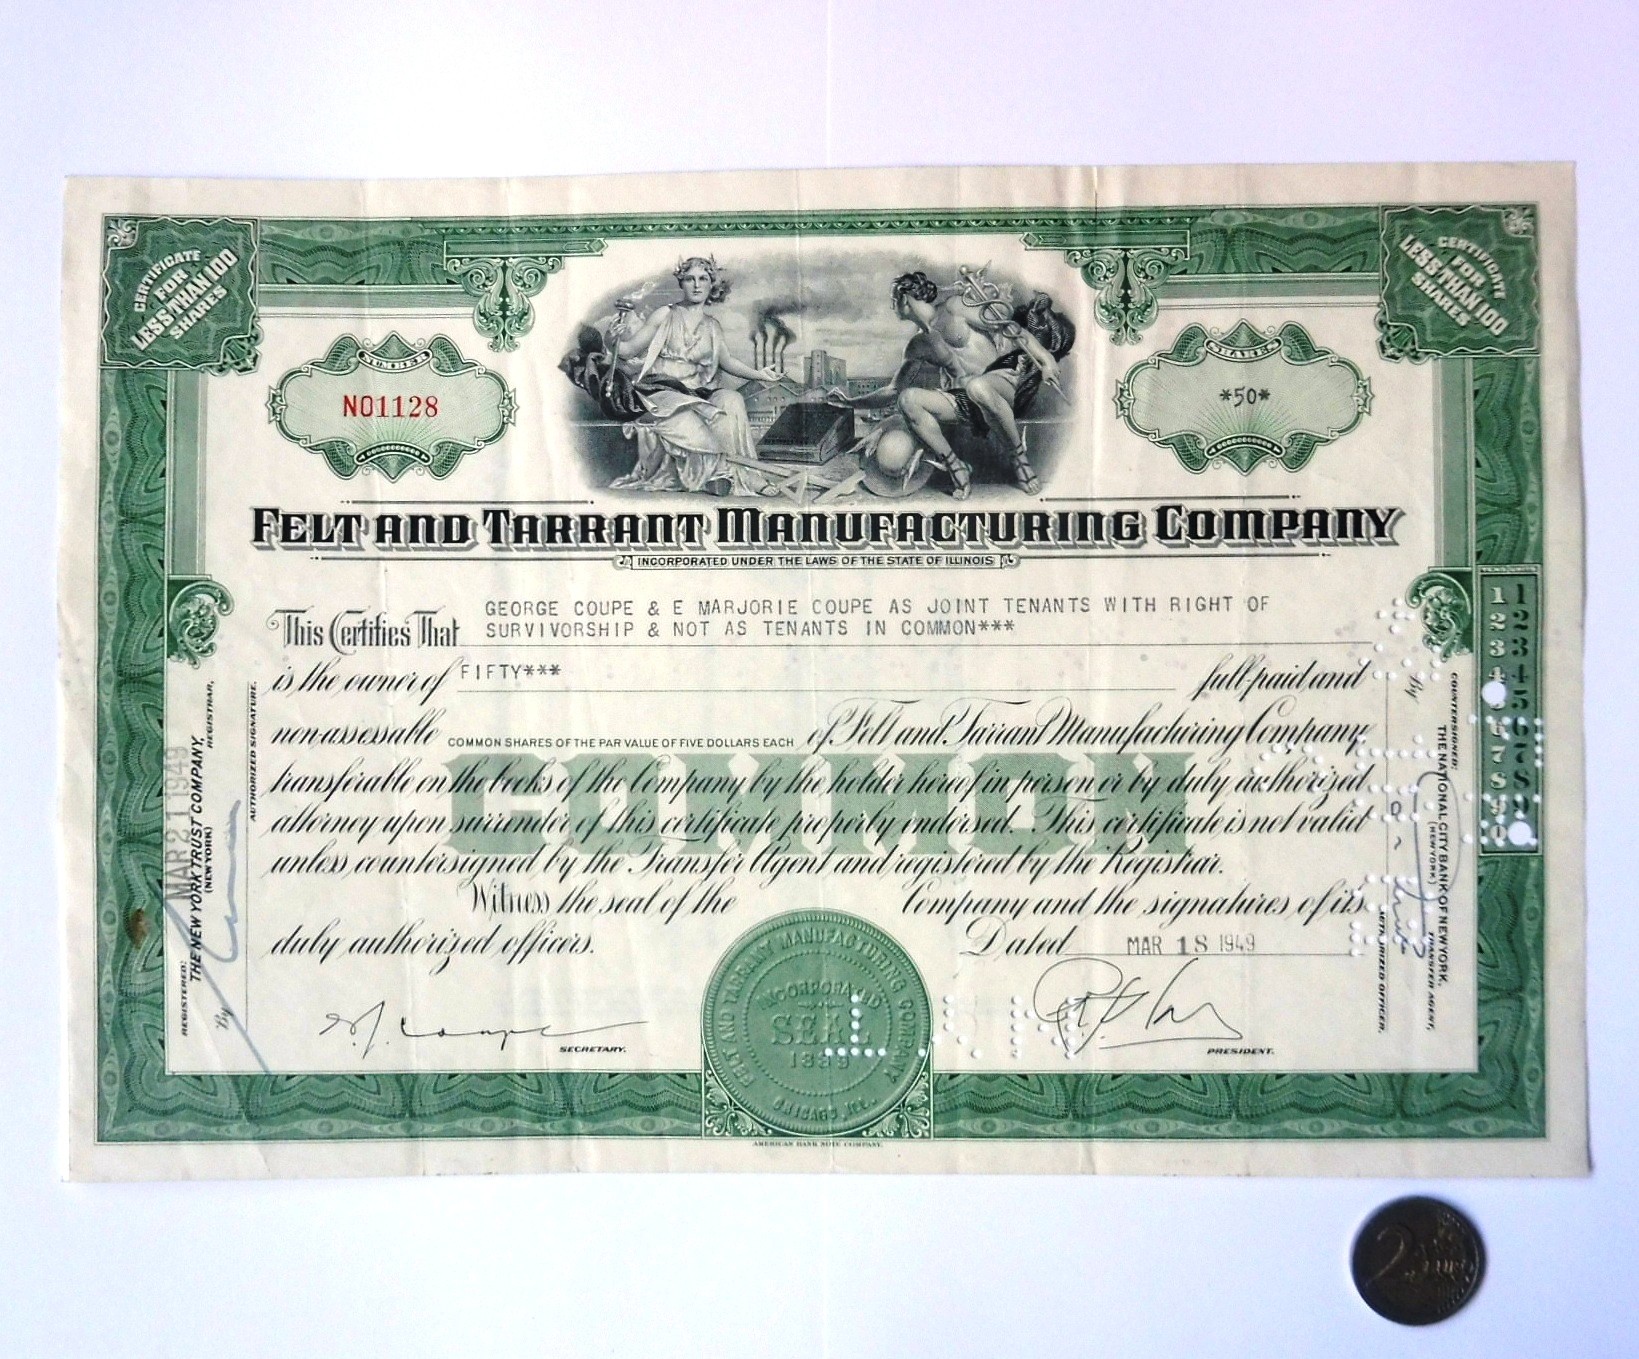 CERTIFICATE
FOR
LESS THAN 100
SHARES
CERTIFICATE
FOR
LESS THAN 100
SHARES
NUMBER
NO1128
SHARES
*50*
FELT AND TARRANT MANUFACTURING COMPANY
INCORPORATED UNDER THE LAWS OF THE STATE OF ILLINOIS
This Certifies That
GEORGE COUPE & E MARJORIE COUPE AS JOINT TENANTS WITH RIGHT OF
SURVIVORSHIP & NOT AS TENANTS IN COMMON***
is the owner of FIFTY*** full-paid and
non-assessable COMMON SHARES OF THE PAR VALUE OF FIVE DOLLARS EACH of Felt and Tarrant Manufacturing Company,
transferable on the books of the Company by the holder hereof in person or by duly authorized
attorney upon surrender of this certificate properly endorsed. This certificate is not valid
unless countersigned by the Transfer Agent and registered by the Registrar.
COMMON
Witness the seal of the Company and the signatures of its
duly authorized officers.
Dated MAR 18 1949
SECRETARY.
PRESIDENT.
FELT AND TARRANT MANUFACTURING COMPANY
INCORPORATED
SEAL
1889
CHICAGO, ILL.
AMERICAN BANK NOTE COMPANY.
MAR 21 1949
REGISTERED:
THE NEW YORK TRUST COMPANY,
(NEW YORK)
REGISTRAR,
By
AUTHORIZED SIGNATURE.
COUNTERSIGNED:
THE NATIONAL CITY BANK OF NEW YORK,
(NEW YORK)
TRANSFER AGENT,
By
AUTHORIZED OFFICER.
TENS UNITS
1 1
2 2
3 3
4 4
5
6 6
7 7
8 8
9 9
0
2 EURO